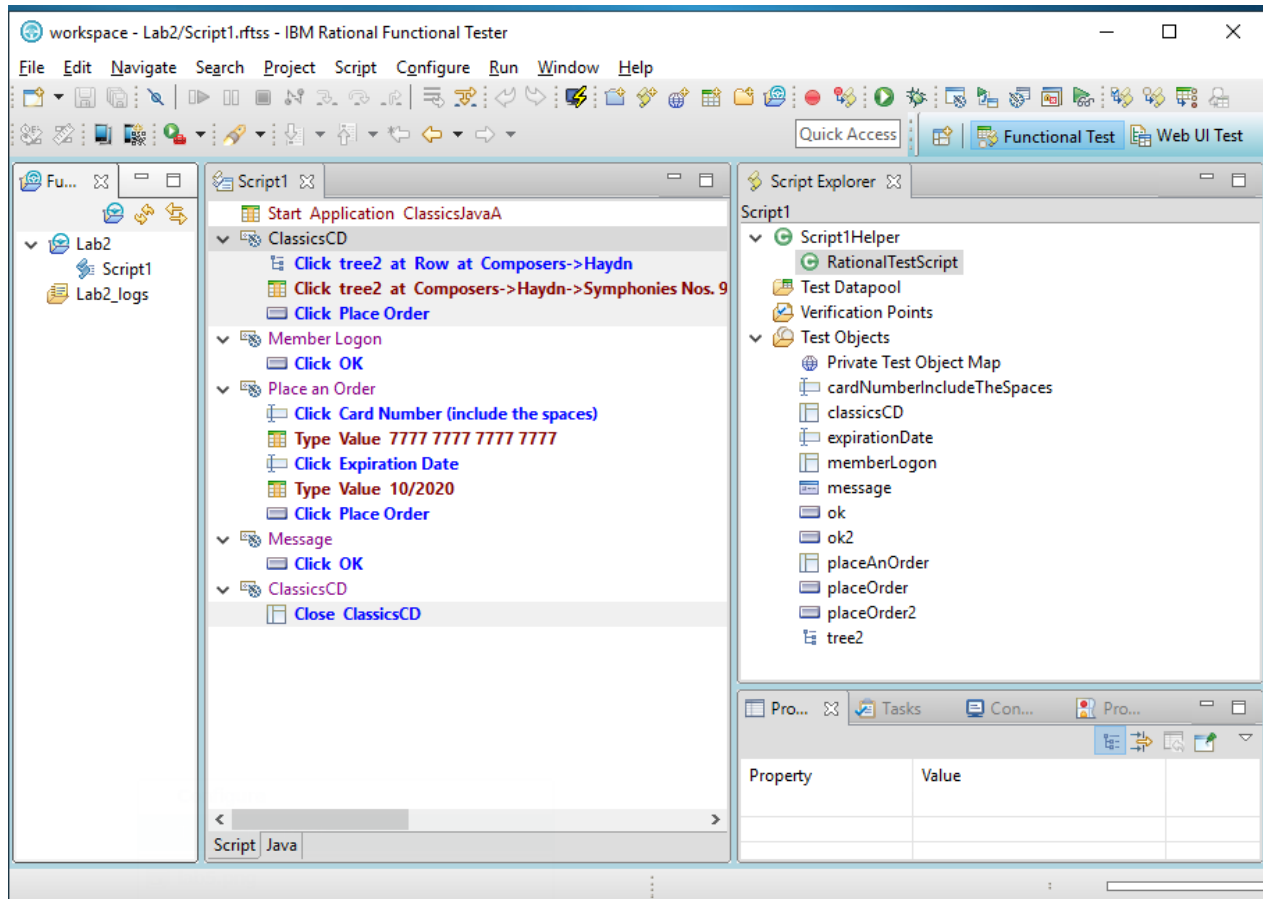 workspace - Lab2/Script1.rftss - IBM Rational Functional Tester
File Edit Navigate Search Project Script Configure Run Window Help
Quick Access
Functional Test
Web UI Test
Fu...
Lab2
Script1
Lab2_logs
Script1
Start Application ClassicsJavaA
ClassicsCD
Click tree2 at Row at Composers->Haydn
Click tree2 at Composers->Haydn->Symphonies Nos. 9
Click Place Order
Member Logon
Click OK
Place an Order
Click Card Number (include the spaces)
Type Value 7777 7777 7777 7777
Click Expiration Date
Type Value 10/2020
Click Place Order
Message
Click OK
ClassicsCD
Close ClassicsCD
Script Java
Script Explorer
Script1
Script1Helper
RationalTestScript
Test Datapool
Verification Points
Test Objects
Private Test Object Map
cardNumberIncludeTheSpaces
classicsCD
expirationDate
memberLogon
message
ok
ok2
placeAnOrder
placeOrder
placeOrder2
tree2
Pro... Tasks Con... Pro...
Property Value